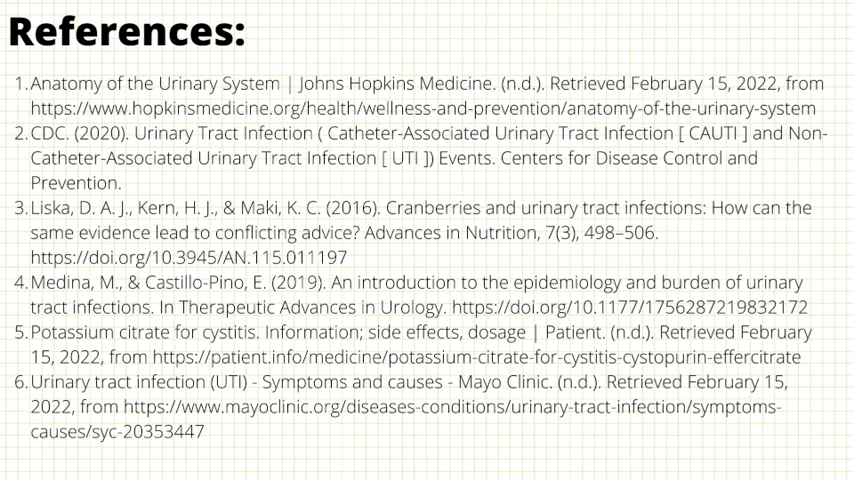 References:
1. Anatomy of the Urinary System | Johns Hopkins Medicine. (n.d.). Retrieved February 15, 2022, from
https://www.hopkinsmedicine.org/health/wellness-and-prevention/anatomy-of-the-urinary-system
2. CDC. (2020). Urinary Tract Infection ( Catheter-Associated Urinary Tract Infection [ CAUTI ] and Non-
Catheter-Associated Urinary Tract Infection [ UTI ]) Events. Centers for Disease Control and
Prevention.
3. Liska, D. A. J., Kern, H. J., & Maki, K. C. (2016). Cranberries and urinary tract infections: How can the
same evidence lead to conflicting advice? Advances in Nutrition, 7(3), 498–506.
https://doi.org/10.3945/AN.115.011197
4. Medina, M., & Castillo-Pino, E. (2019). An introduction to the epidemiology and burden of urinary
tract infections. In Therapeutic Advances in Urology. https://doi.org/10.1177/1756287219832172
5. Potassium citrate for cystitis. Information; side effects, dosage | Patient. (n.d.). Retrieved February
15, 2022, from https://patient.info/medicine/potassium-citrate-for-cystitis-cystopurin-effercitrate
6. Urinary tract infection (UTI) - Symptoms and causes - Mayo Clinic. (n.d.). Retrieved February 15,
2022, from https://www.mayoclinic.org/diseases-conditions/urinary-tract-infection/symptoms-
causes/syc-20353447